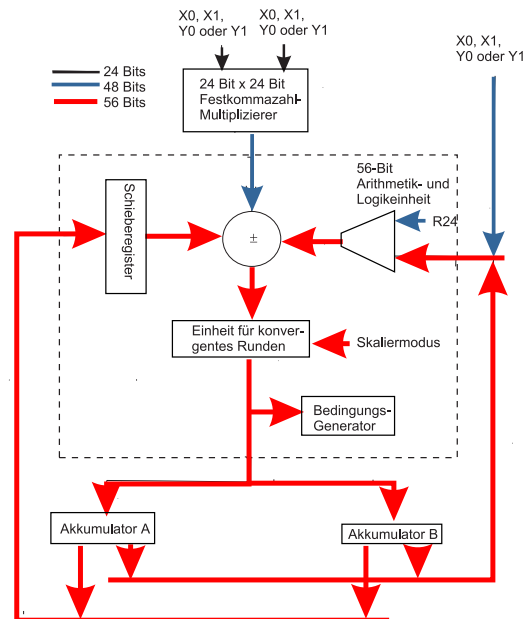 X0, X1,
Y0 oder Y1
X0, X1,
Y0 oder Y1
X0, X1,
Y0 oder Y1
24 Bits
48 Bits
56 Bits
24 Bit x 24 Bit
Festkommazahl-
Multiplizierer
56-Bit
Arithmetik- und
Logikeinheit
Schieberegister
±
R24
Einheit für konver-
gentes Runden
Skaliermodus
Bedingungs-
Generator
Akkumulator A
Akkumulator B